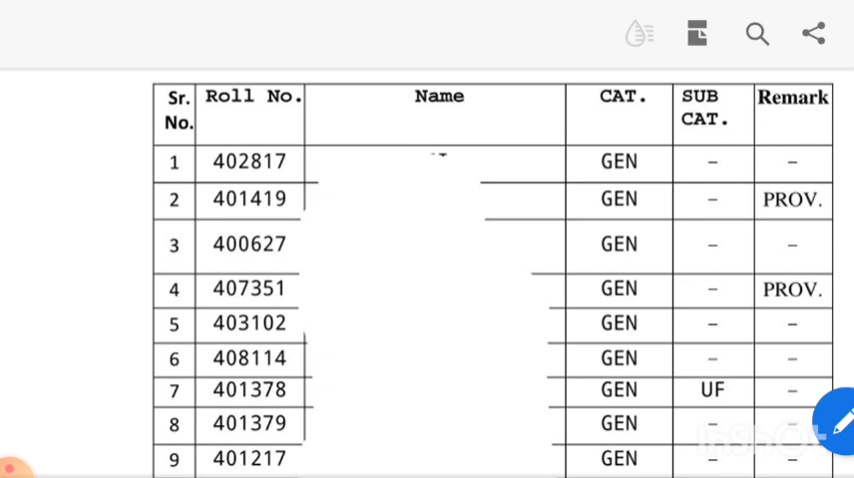 Sr. No. Roll No. Name CAT. SUB CAT. Remark
1 402817 GEN – –
2 401419 GEN – PROV.
3 400627 GEN – –
4 407351 GEN – PROV.
5 403102 GEN – –
6 408114 GEN – –
7 401378 GEN UF –
8 401379 GEN – –
9 401217 GEN – –
InShOt